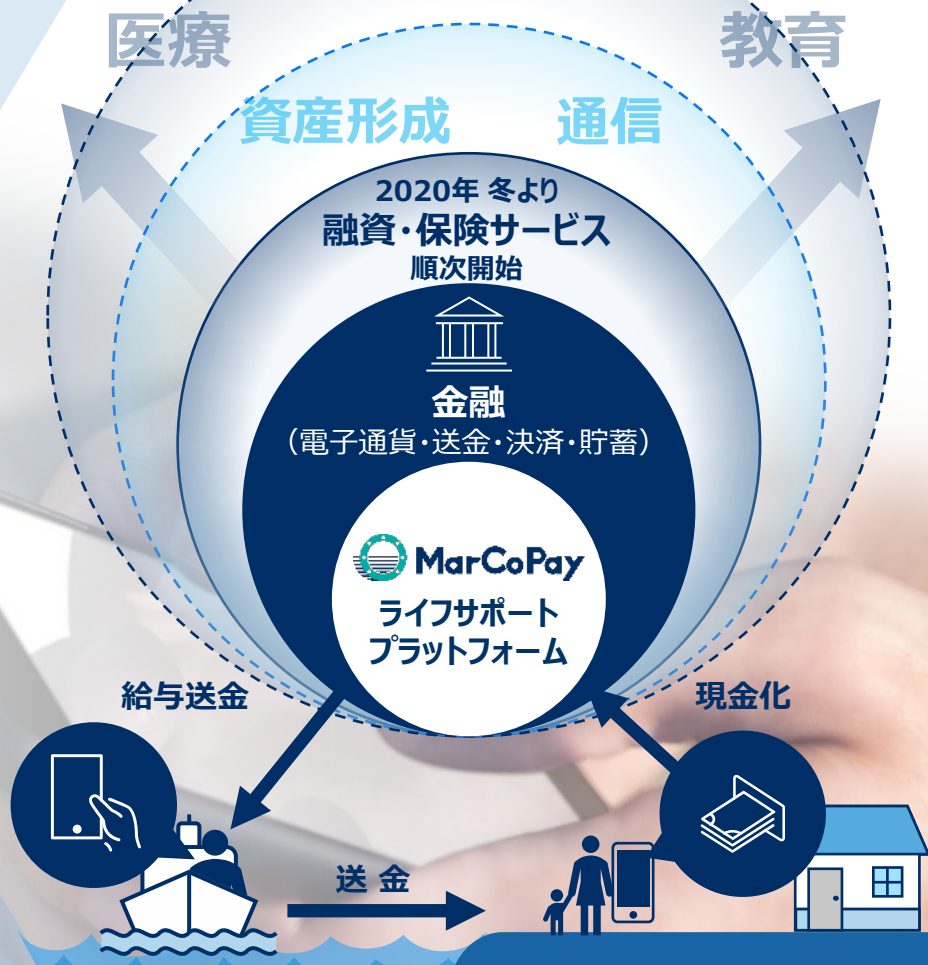 医療
教育
資産形成
通信
2020年 冬より
融資・保険サービス
順次開始
金融
（電子通貨・送金・決済・貯蓄）
MarCoPay
ライフサポート
プラットフォーム
給与送金
現金化
送 金